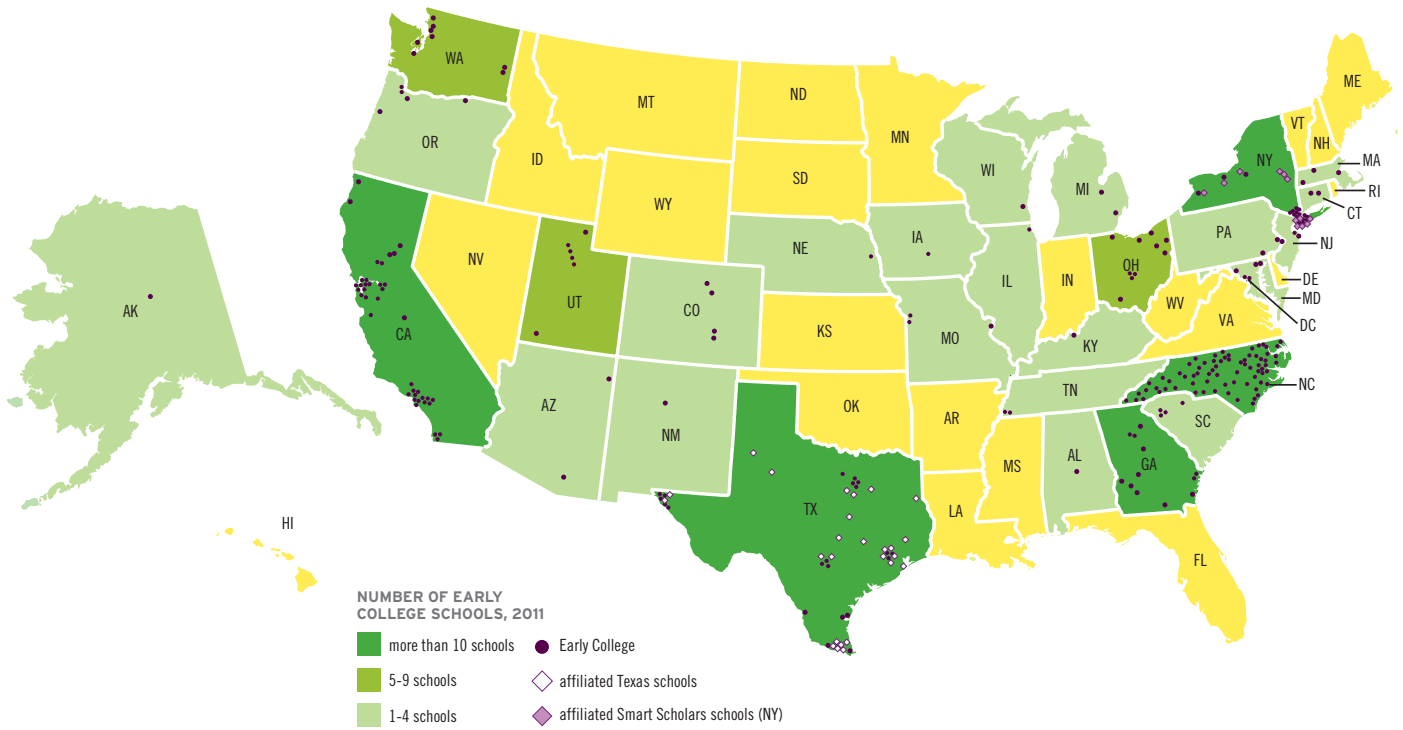 WA
OR
CA
AK
HI
NV
ID
MT
WY
UT
AZ
CO
NM
ND
SD
NE
KS
OK
TX
MN
IA
MO
AR
LA
WI
IL
MI
IN
OH
KY
TN
MS
AL
GA
FL
SC
NC
VA
WV
PA
NY
VT
NH
ME
MA
RI
CT
NJ
DE
MD
DC
NUMBER OF EARLY
COLLEGE SCHOOLS, 2011
more than 10 schools
5-9 schools
1-4 schools
Early College
affiliated Texas schools
affiliated Smart Scholars schools (NY)